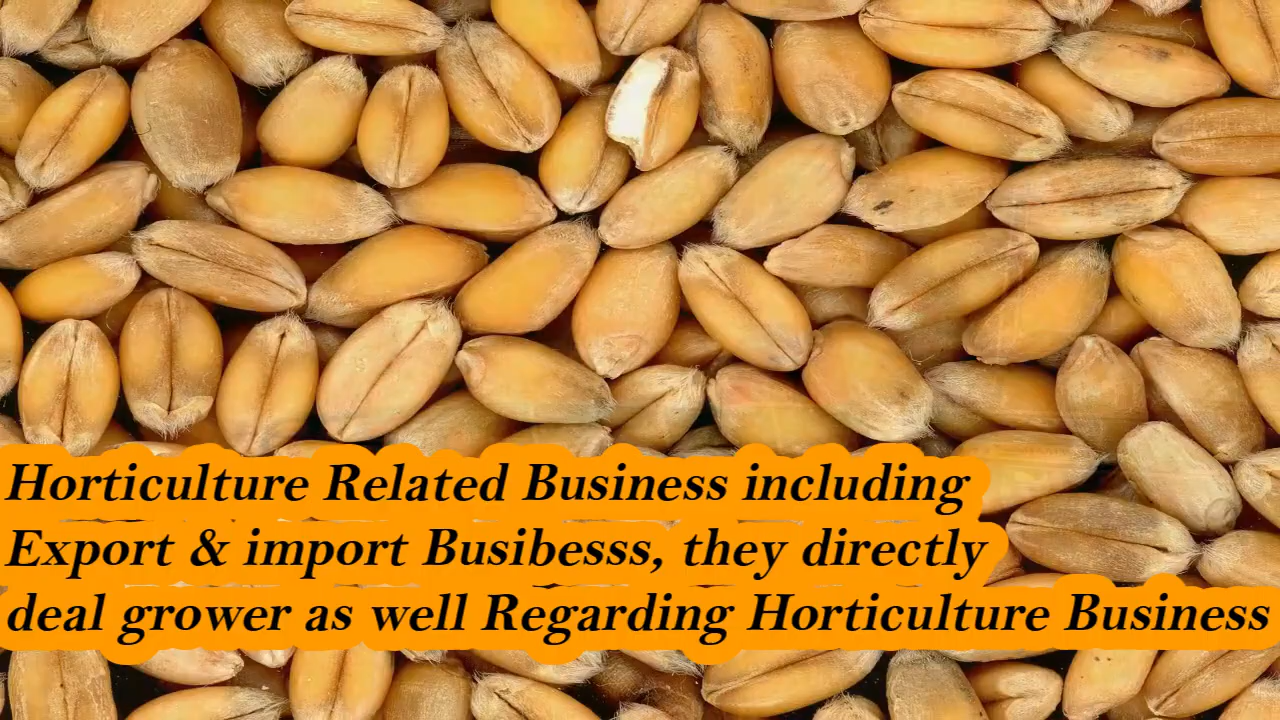 Horticulture Related Business including
Export & import Busibesss, they directly
deal grower as well Regarding Horticulture Business